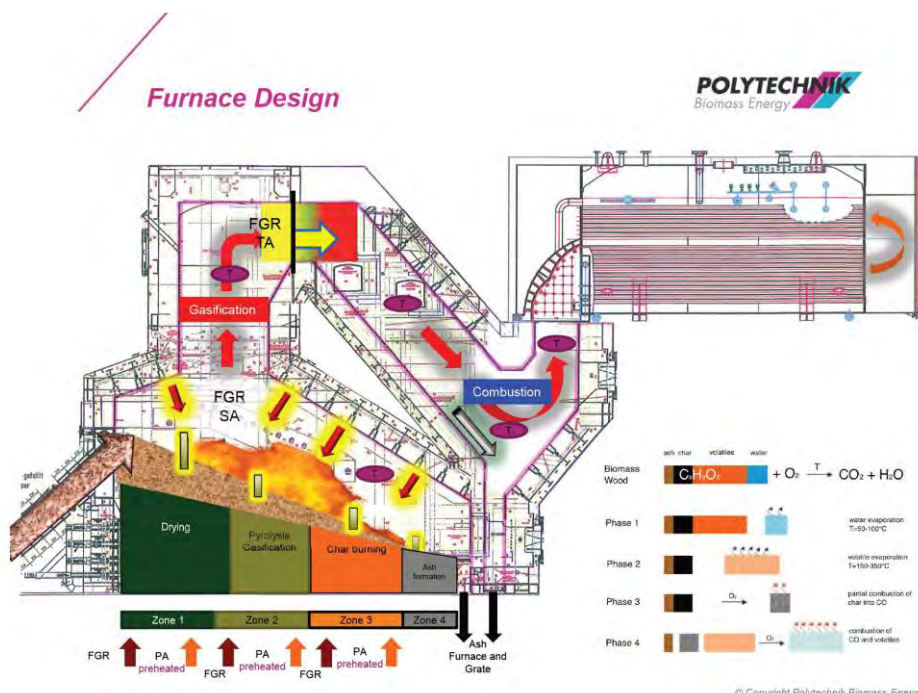 Furnace Design
POLYTECHNIK
Biomass Energy
FGR
TA
T
Gasification
T
T
Combustion
T
FGR
SA
T
Drying
Pyrolysis
Gasification
Char burning
Ash
formation
Zone 1
Zone 2
Zone 3
Zone 4
FGR
PA
preheated
FGR
PA
preheated
FGR
PA
preheated
Ash
Furnace and
Grate
ash char volatiles water
Biomass
Wood
+ O₂
T
CO₂ + H₂O
Phase 1
water evaporation
Phase 2
volatile evaporation
Phase 3
O₂
partial combustion of
char into CO
Phase 4
O₂
combustion of
CO and volatiles
© Copyright Polytechnik Biomass Energy